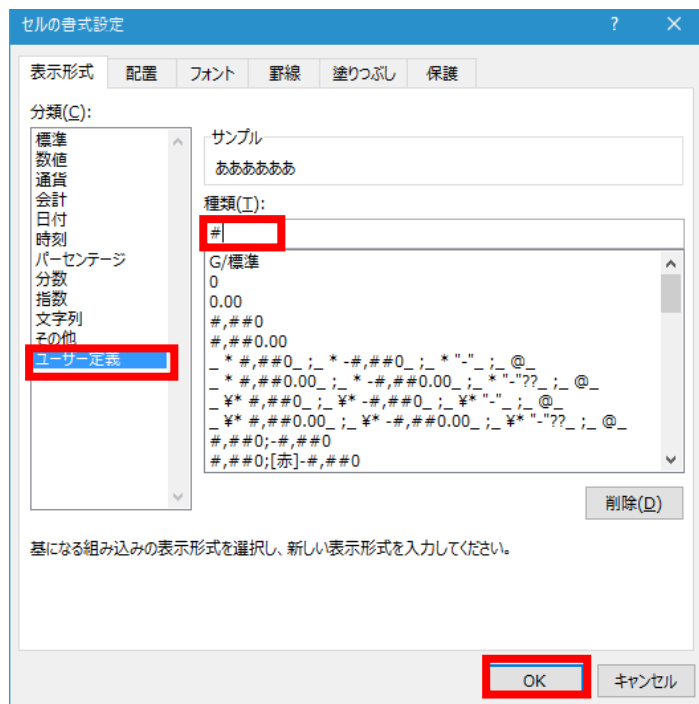 セルの書式設定
? ×
表示形式 配置 フォント 罫線 塗りつぶし 保護
分類(C):
標準
数値
通貨
会計
日付
時刻
パーセンテージ
分数
指数
文字列
その他
ユーザー定義
サンプル
ああああああ
種類(T):
#
G/標準
0
0.00
#,##0
#,##0.00
_ * #,##0_ ;_ * -#,##0_ ;_ * "-"_ ;_ @_
_ * #,##0.00_ ;_ * -#,##0.00_ ;_ * "-"??_ ;_ @_
_ ¥* #,##0_ ;_ ¥* -#,##0_ ;_ ¥* "-"_ ;_ @_
_ ¥* #,##0.00_ ;_ ¥* -#,##0.00_ ;_ ¥* "-"??_ ;_ @_
#,##0;-#,##0
#,##0;[赤]-#,##0
削除(D)
基になる組み込みの表示形式を選択し、新しい表示形式を入力してください。
OK キャンセル